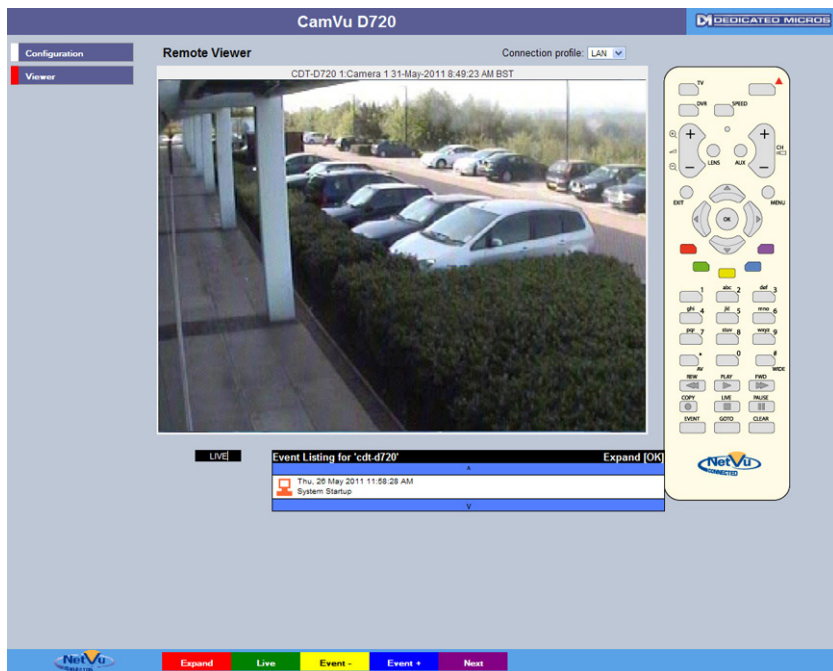 CamVu D720
DEDICATED MICROS
Configuration
Viewer
Remote Viewer
Connection profile: LAN
CDT-D720 1:Camera 1 31-May-2011 8:49:23 AM BST
TV
DVR SPEED
+ +
CH
LENS AUX
- -
EXIT MENU
OK
1 abc 2 def 3
ghi 4 jkl 5 mno 6
pqr 7 stuv 8 wxyz 9
* 0 #
AV WIDE
REW PLAY FWD
COPY LIVE PAUSE
EVENT GOTO CLEAR
NetVu
CONNECTED
LIVE
Event Listing for 'cdt-d720' Expand [OK]
^
Thu, 26 May 2011 11:58:28 AM
System Startup
v
NetVu
CONNECTED
Expand Live Event - Event + Next